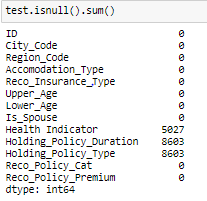 test.isnull().sum()
ID 0
City_Code 0
Region_Code 0
Accomodation_Type 0
Reco_Insurance_Type 0
Upper_Age 0
Lower_Age 0
Is_Spouse 0
Health Indicator 5027
Holding_Policy_Duration 8603
Holding_Policy_Type 8603
Reco_Policy_Cat 0
Reco_Policy_Premium 0
dtype: int64